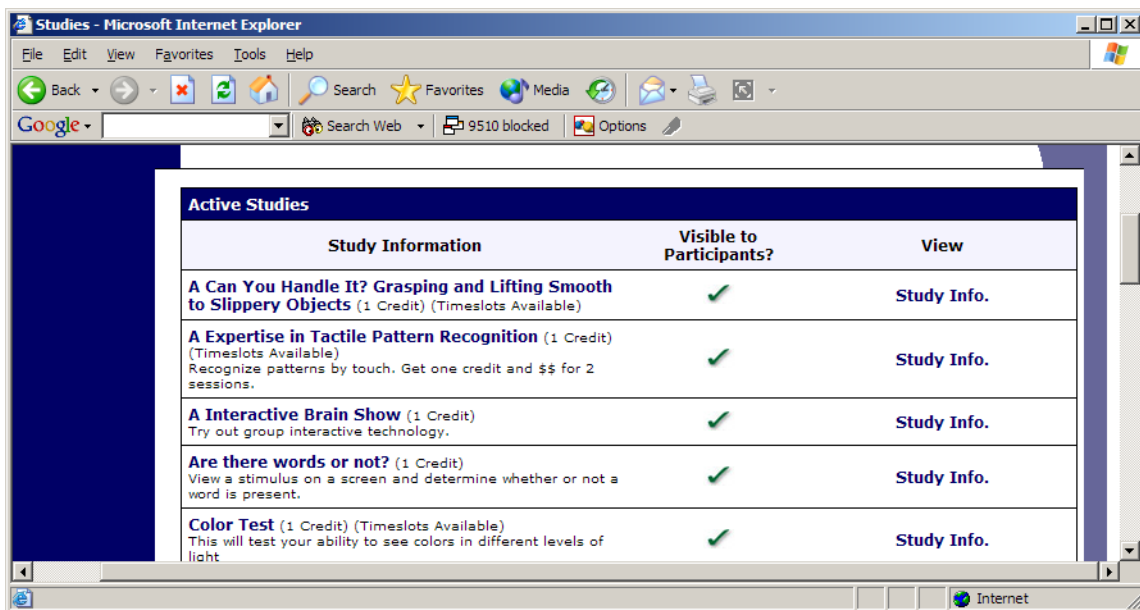 Studies - Microsoft Internet Explorer
File Edit View Favorites Tools Help
Back Search Favorites Media
Google Search Web 9510 blocked Options
Active Studies
Study Information Visible to Participants? View
A Can You Handle It? Grasping and Lifting Smooth
to Slippery Objects (1 Credit) (Timeslots Available)
Study Info.
A Expertise in Tactile Pattern Recognition (1 Credit)
(Timeslots Available)
Recognize patterns by touch. Get one credit and $$ for 2
sessions.
Study Info.
A Interactive Brain Show (1 Credit)
Try out group interactive technology.
Study Info.
Are there words or not? (1 Credit)
View a stimulus on a screen and determine whether or not a
word is present.
Study Info.
Color Test (1 Credit) (Timeslots Available)
This will test your ability to see colors in different levels of
light
Study Info.
Internet